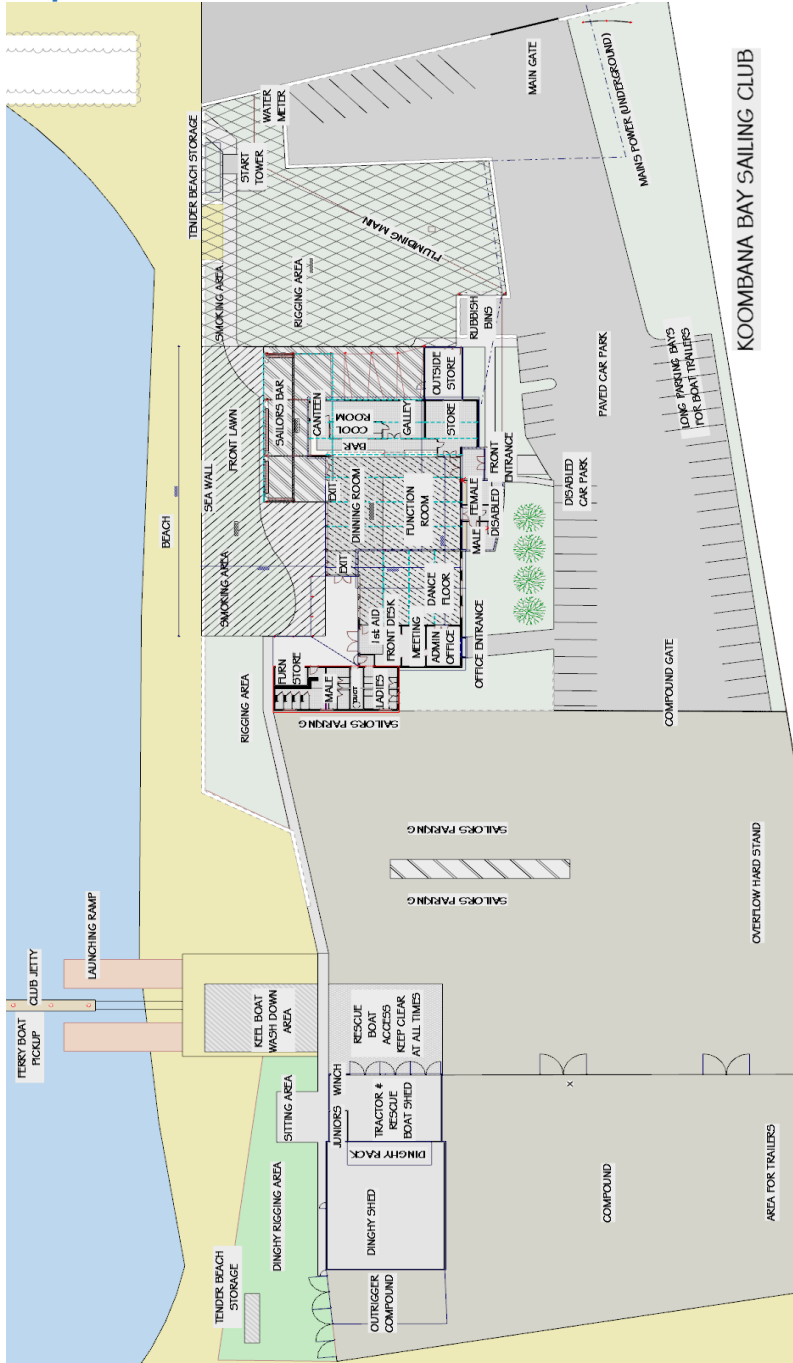 KOOMBANA BAY SAILING CLUB
MAIN GATE
MAINS POWER (UNDERGROUND)
WATER
METER
TENDER BEACH STORAGE
START
TOWER
PLUMBING MAIN
SMOKING AREA
RIGGING AREA
RUBBISH
BINS
PAVED CAR PARK
LONG PARKING BAYS
FOR BOAT TRAILERS
BEACH
SEA WALL
FRONT LAWN
SAILORS BAR
CANTEEN
COOL
ROOM
BAR
GALLEY
OUTSIDE
STORE
STORE
EXIT
DINNING ROOM
FUNCTION
ROOM
FEMALE
FRONT
ENTRANCE
DISABLED
MALE
DISABLED
CAR PARK
SMOKING AREA
EXIT
DANCE
FLOOR
1st AID
FRONT DESK
MEETING
ADMIN
OFFICE
OFFICE ENTRANCE
FURN
STORE
MALE
DUCT
LADIES
SAILORS PARKING
RIGGING AREA
COMPOUND GATE
SAILORS PARKING
SAILORS PARKING
OVERFLOW HARD STAND
LAUNCHING RAMP
CLUB JETTY
FERRY BOAT
PICKUP
KEEL BOAT
WASH DOWN
AREA
RESCUE
BOAT
ACCESS
KEEP CLEAR
AT ALL TIMES
SITTING AREA
WINCH
JUNIORS
TRACTOR &
RESCUE
BOAT SHED
X
DINGHY RACK
DINGHY RIGGING AREA
DINGHY SHED
COMPOUND
AREA FOR TRAILERS
TENDER BEACH
STORAGE
OUTRIGGER
COMPOUND